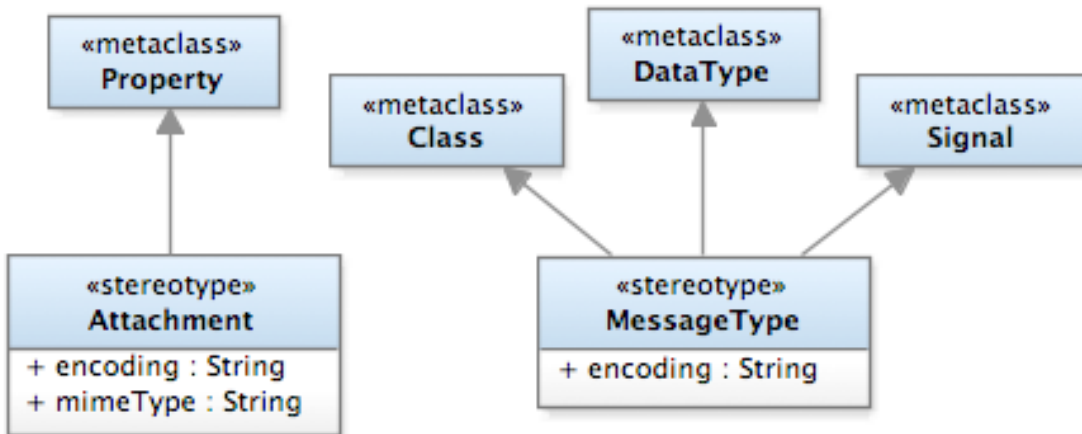 «metaclass»
Property
«metaclass»
Class
«metaclass»
DataType
«metaclass»
Signal
«stereotype»
Attachment
+ encoding : String
+ mimeType : String
«stereotype»
MessageType
+ encoding : String